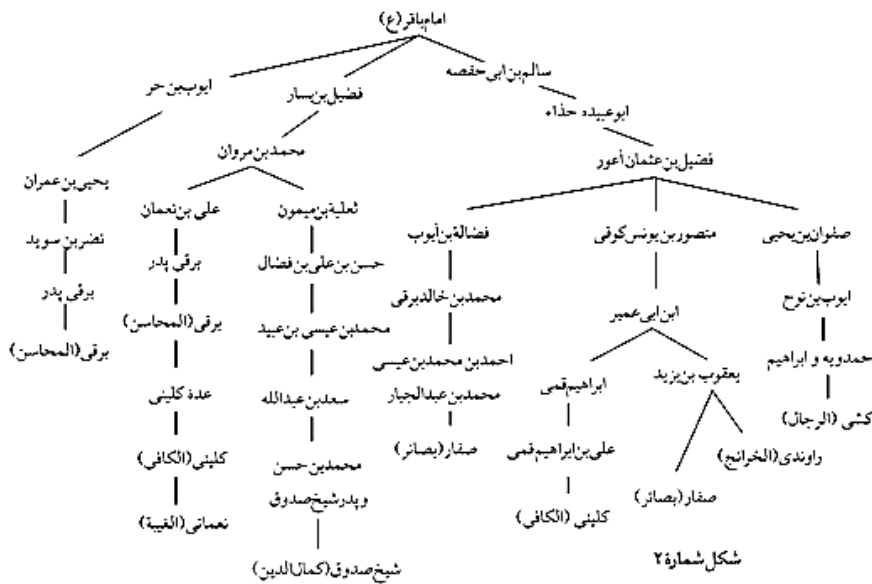 امام باقر (ع)
سالم بن ابی حفصه
ابوعبیده حذاء
فضیل بن عثمان أعور
صفوان بن یحیی
ایوب بن نوح
حمدویه و ابراهیم
کشی (الرجال)
منصور بن یونس کوفی
ابن ابی عمیر
یعقوب بن یزید
راوندی (الخرائج)
صفار (بصائر)
ابراهیم قمی
علی بن ابراهیم قمی
کلینی (الکافی)
فضالة بن أیوب
محمد بن خالد برقی
احمد بن محمد بن عیسی
محمد بن عبدالجبار
صفار (بصائر)
فضیل بن یسار
محمد بن مروان
ثعلبة بن میمون
حسن بن علی بن فضال
محمد بن عیسی بن عبید
سعد بن عبدالله
محمد بن حسن
و پدر شیخ صدوق
شیخ صدوق (کمال الدین)
علی بن نعمان
برقی پدر
برقی (المحاسن)
عدة کلینی
کلینی (الکافی)
نعمانی (الغیبة)
ایوب بن حر
یحیی بن عمران
نضر بن سوید
برقی پدر
برقی (المحاسن)
شکل شمارهٔ ۲